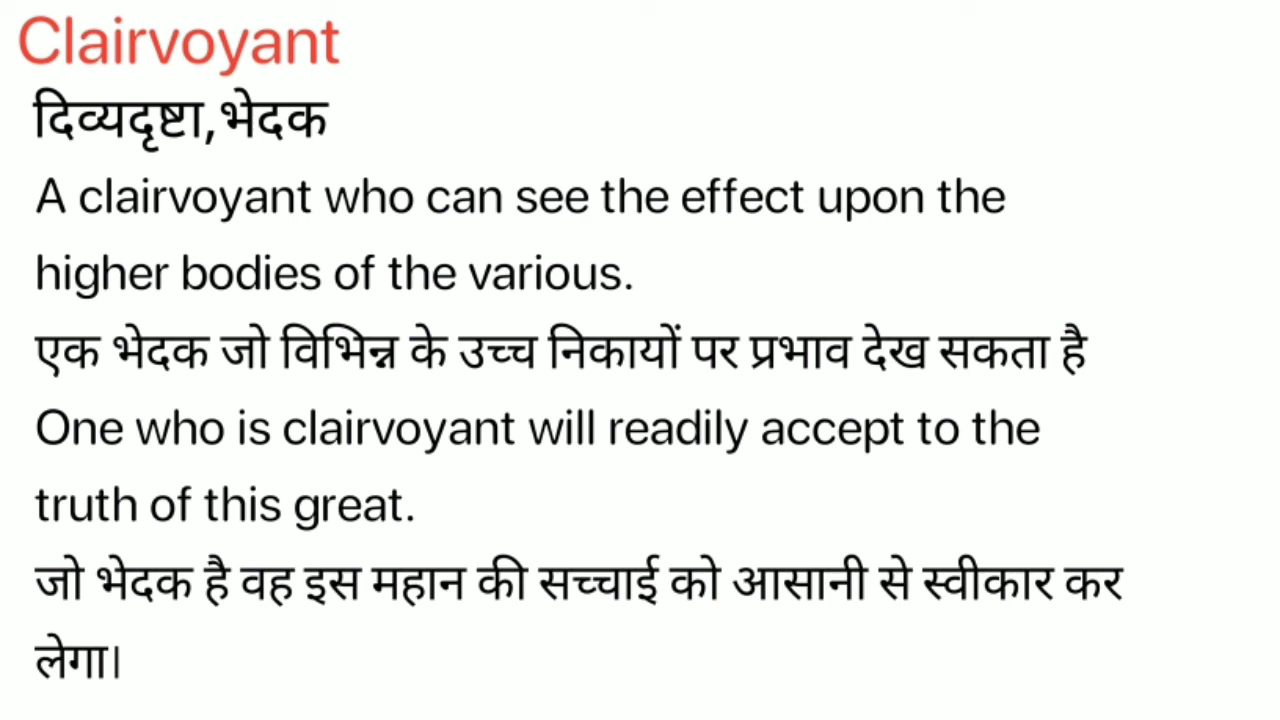 Clairvoyant
दिव्यदृष्टा,भेदक
A clairvoyant who can see the effect upon the
higher bodies of the various.
एक भेदक जो विभिन्न के उच्च निकायों पर प्रभाव देख सकता है
One who is clairvoyant will readily accept to the
truth of this great.
जो भेदक है वह इस महान की सच्चाई को आसानी से स्वीकार कर
लेगा।